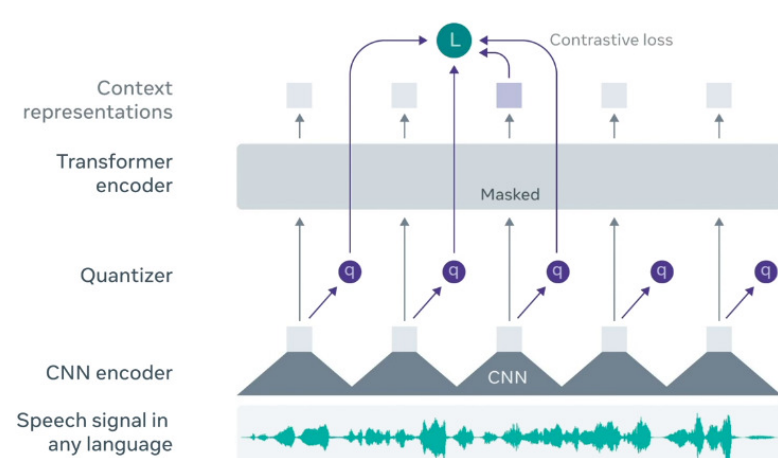 L
Contrastive loss
Context
representations
Transformer
encoder
Masked
Quantizer
q
q
q
q
q
CNN encoder
CNN
Speech signal in
any language